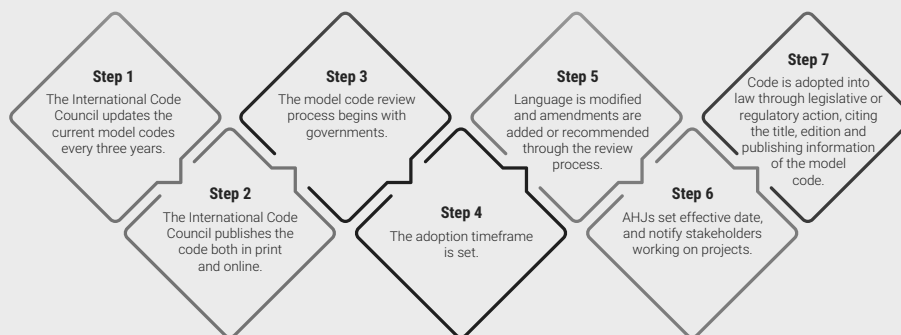 Step 1
The International Code
Council updates the
current model codes
every three years.
Step 2
The International Code
Council publishes the
code both in print
and online.
Step 3
The model code review
process begins with
governments.
Step 4
The adoption timeframe
is set.
Step 5
Language is modified
and amendments are
added or recommended
through the review
process.
Step 6
AHJs set effective date,
and notify stakeholders
working on projects.
Step 7
Code is adopted into
law through legislative or
regulatory action, citing
the title, edition and
publishing information
of the model
code.